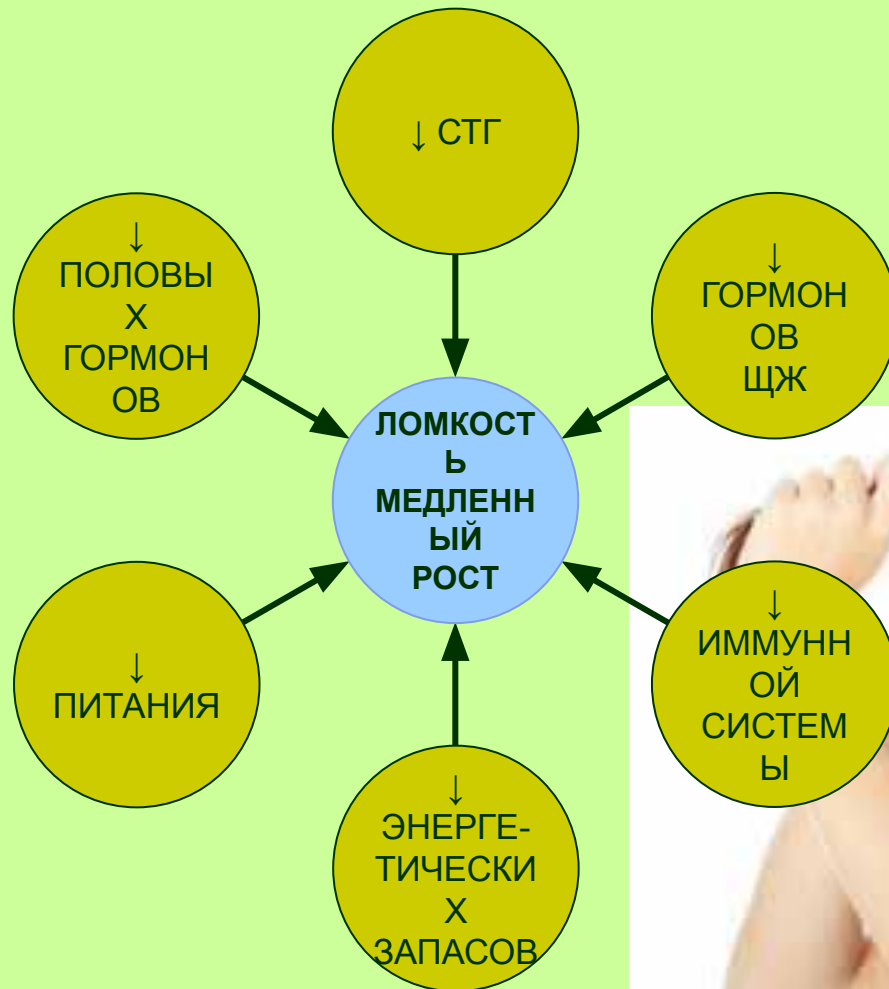 ↓ СТГ
↓
ПОЛОВЫ
Х
ГОРМОН
ОВ
↓
ГОРМОН
ОВ
ЩЖ
ЛОМКОСТ
Ь
МЕДЛЕНН
ЫЙ
РОСТ
↓
ПИТАНИЯ
↓
ИММУНН
ОЙ
СИСТЕМ
Ы
↓
ЭНЕРГЕ-
ТИЧЕСКИ
Х
ЗАПАСОВ